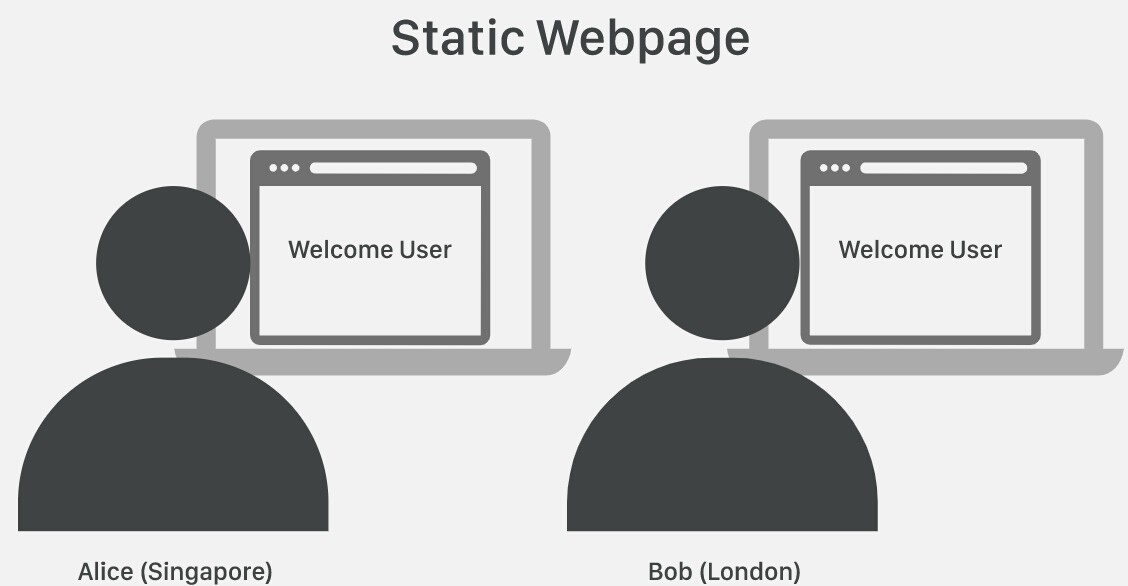 Static Webpage
Welcome User
Welcome User
Alice (Singapore)
Bob (London)